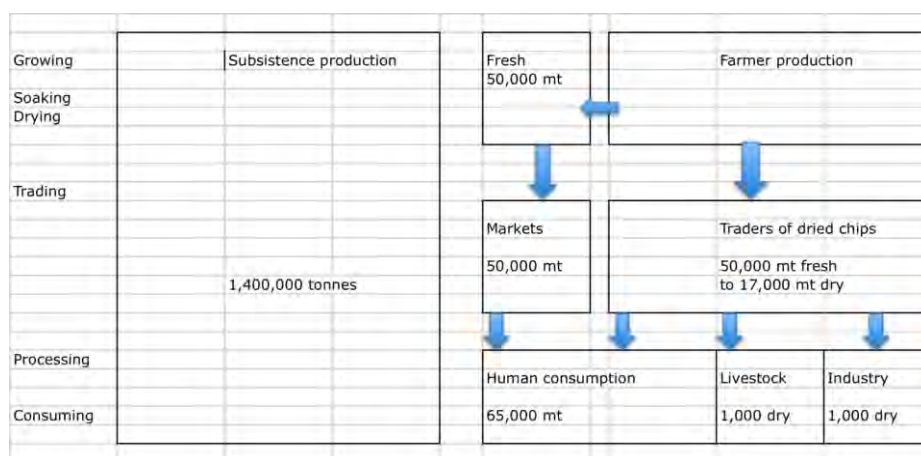 Growing
Subsistence production
Fresh
50,000 mt
Farmer production
Soaking
Drying
Trading
Markets
50,000 mt
Traders of dried chips
50,000 mt fresh
to 17,000 mt dry
1,400,000 tonnes
Processing
Human consumption
65,000 mt
Livestock
1,000 dry
Industry
1,000 dry
Consuming